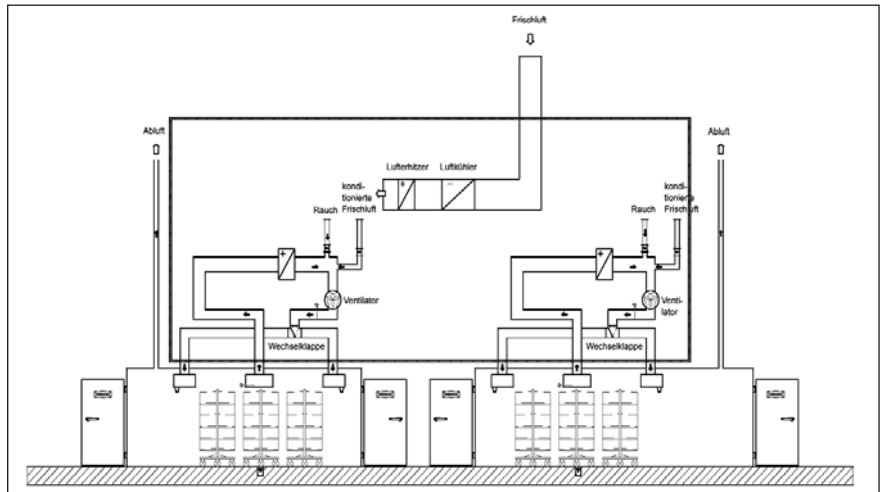 Frischluft
Abluft
Abluft
Lufterhitzer
Luftkühler
kondi-
tionierte
Frischluft
Rauch
kondi-
tionierte
Frischluft
Rauch
Ventilator
Venti-
lator
Wechselklappe
Wechselklappe